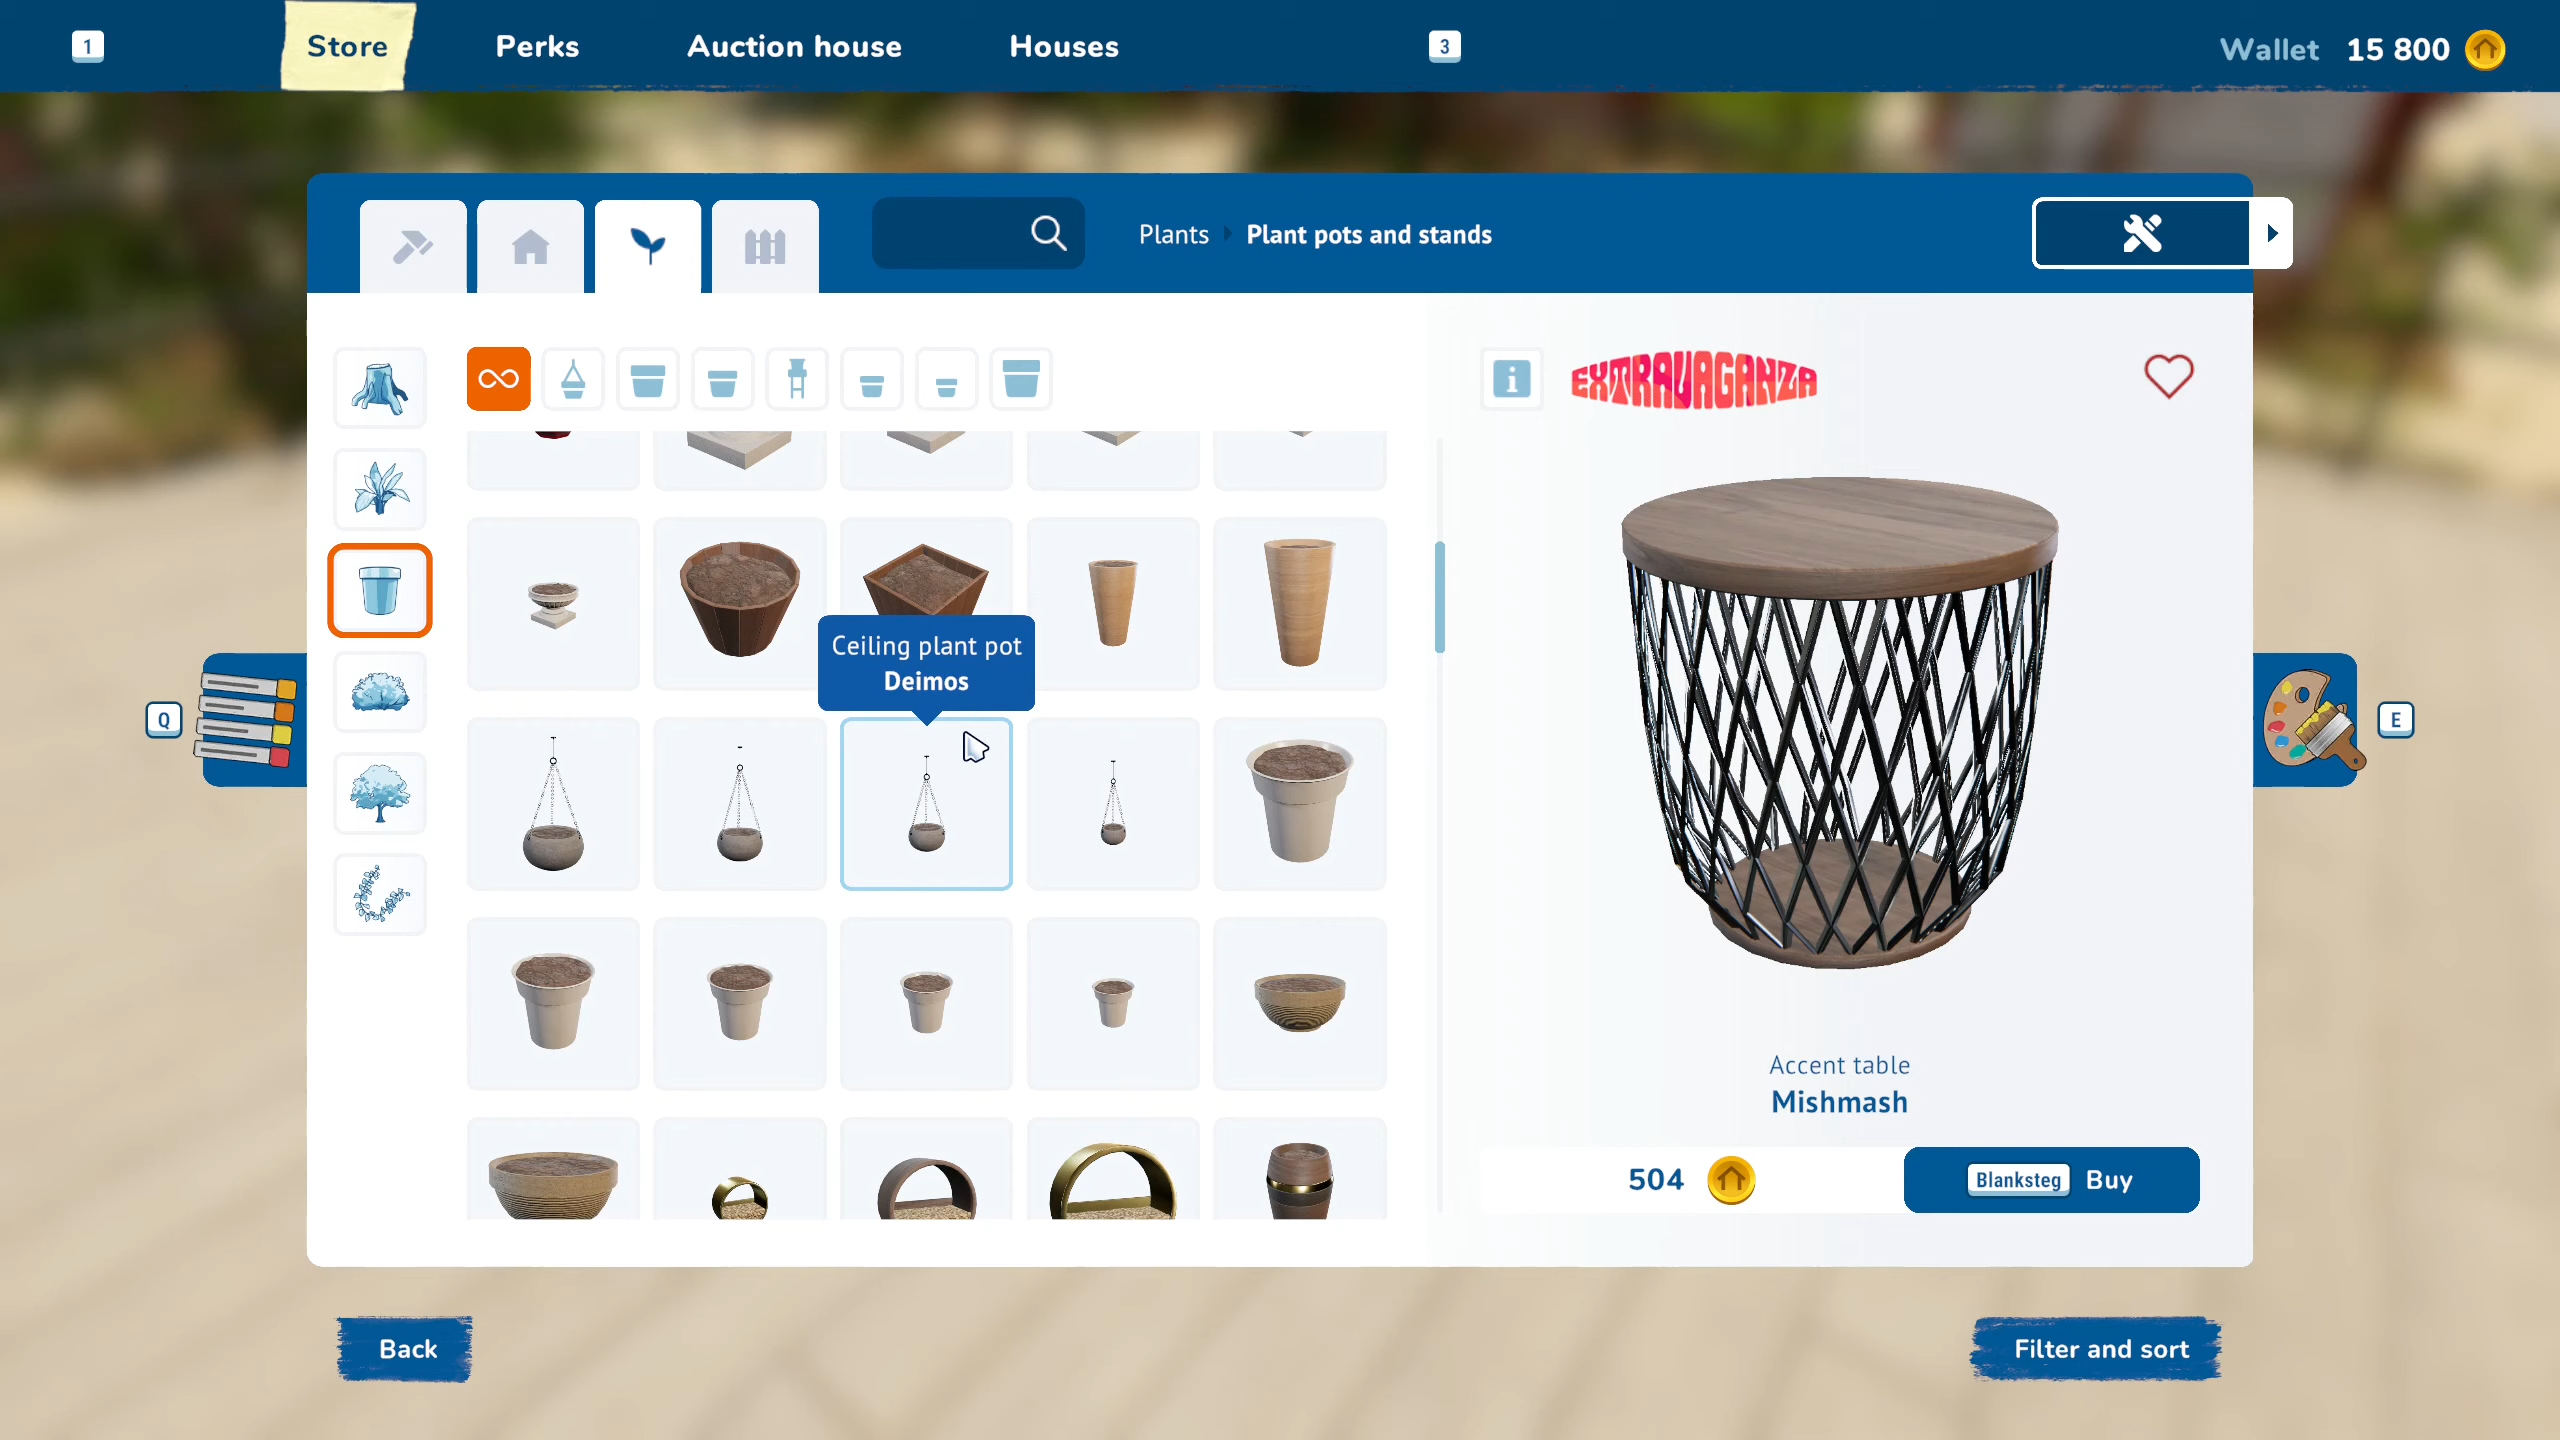 1
Store
Perks
Auction house
Houses
3
Wallet
15 800
Plants
Plant pots and stands
i
EXTRAVAGANZA
Ceiling plant pot
Deimos
Q
E
Accent table
Mishmash
504
Blanksteg
Buy
Back
Filter and sort